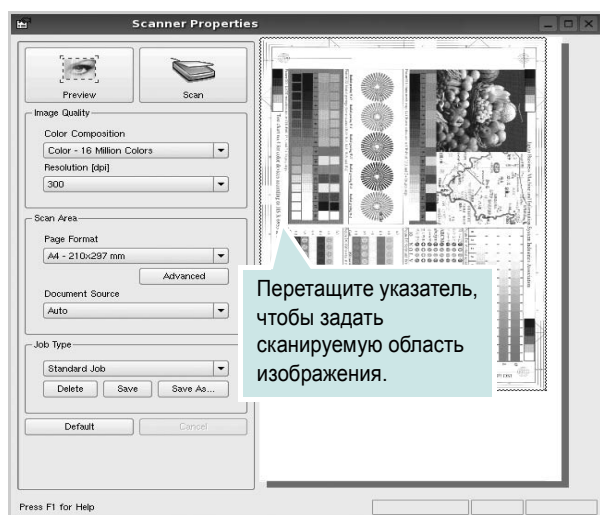 Scanner Properties
Preview
Scan
Image Quality
Color Composition
Color - 16 Million Colors
Resolution [dpi]
300
Scan Area
Page Format
A4 - 210x297 mm
Advanced
Document Source
Auto
Job Type
Standard Job
Delete
Save
Save As...
Default
Cancel
Перетащите указатель,
чтобы задать
сканируемую область
изображения.
Press F1 for Help